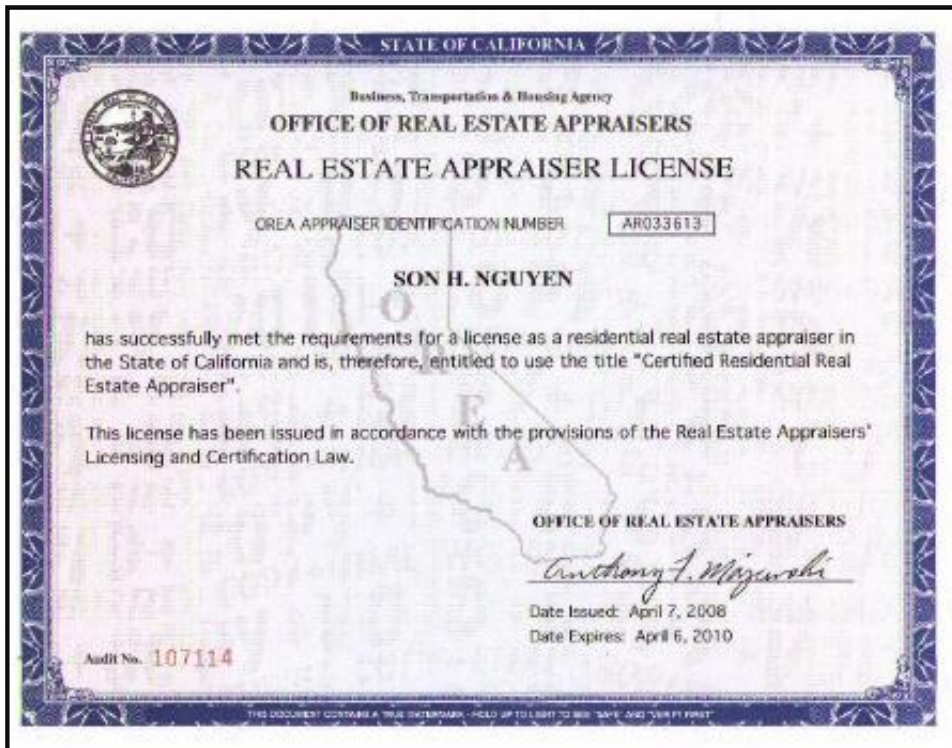 STATE OF CALIFORNIA
Business, Transportation & Housing Agency
OFFICE OF REAL ESTATE APPRAISERS
REAL ESTATE APPRAISER LICENSE
OREA APPRAISER IDENTIFICATION NUMBER AR033613
SON H. NGUYEN
O
R
E
A
has successfully met the requirements for a license as a residential real estate appraiser in
the State of California and is, therefore, entitled to use the title "Certified Residential Real
Estate Appraiser".
This license has been issued in accordance with the provisions of the Real Estate Appraisers'
Licensing and Certification Law.
OFFICE OF REAL ESTATE APPRAISERS
Anthony F. Majewski
Date Issued: April 7, 2008
Date Expires: April 6, 2010
Audit No. 107114
THIS DOCUMENT CONTAINS A TRUE WATERMARK - HOLD UP TO LIGHT TO SEE "SAFE" AND "VERIFY FIRST"